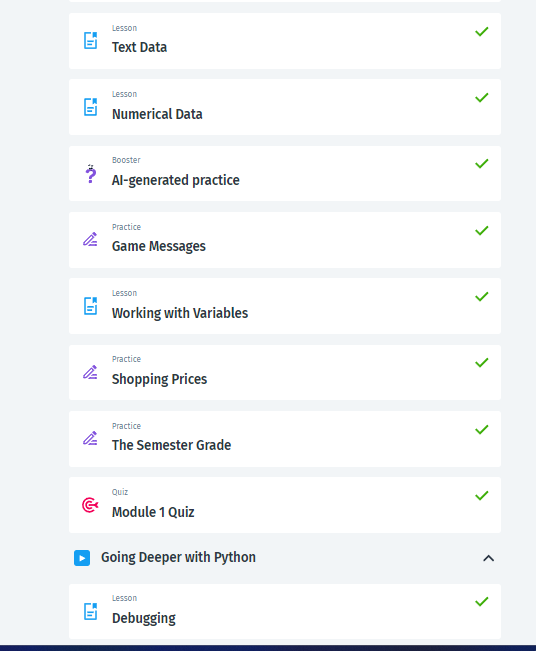 Lesson
Text Data
Lesson
Numerical Data
Booster
AI-generated practice
Practice
Game Messages
Lesson
Working with Variables
Practice
Shopping Prices
Practice
The Semester Grade
Quiz
Module 1 Quiz
Going Deeper with Python
Lesson
Debugging